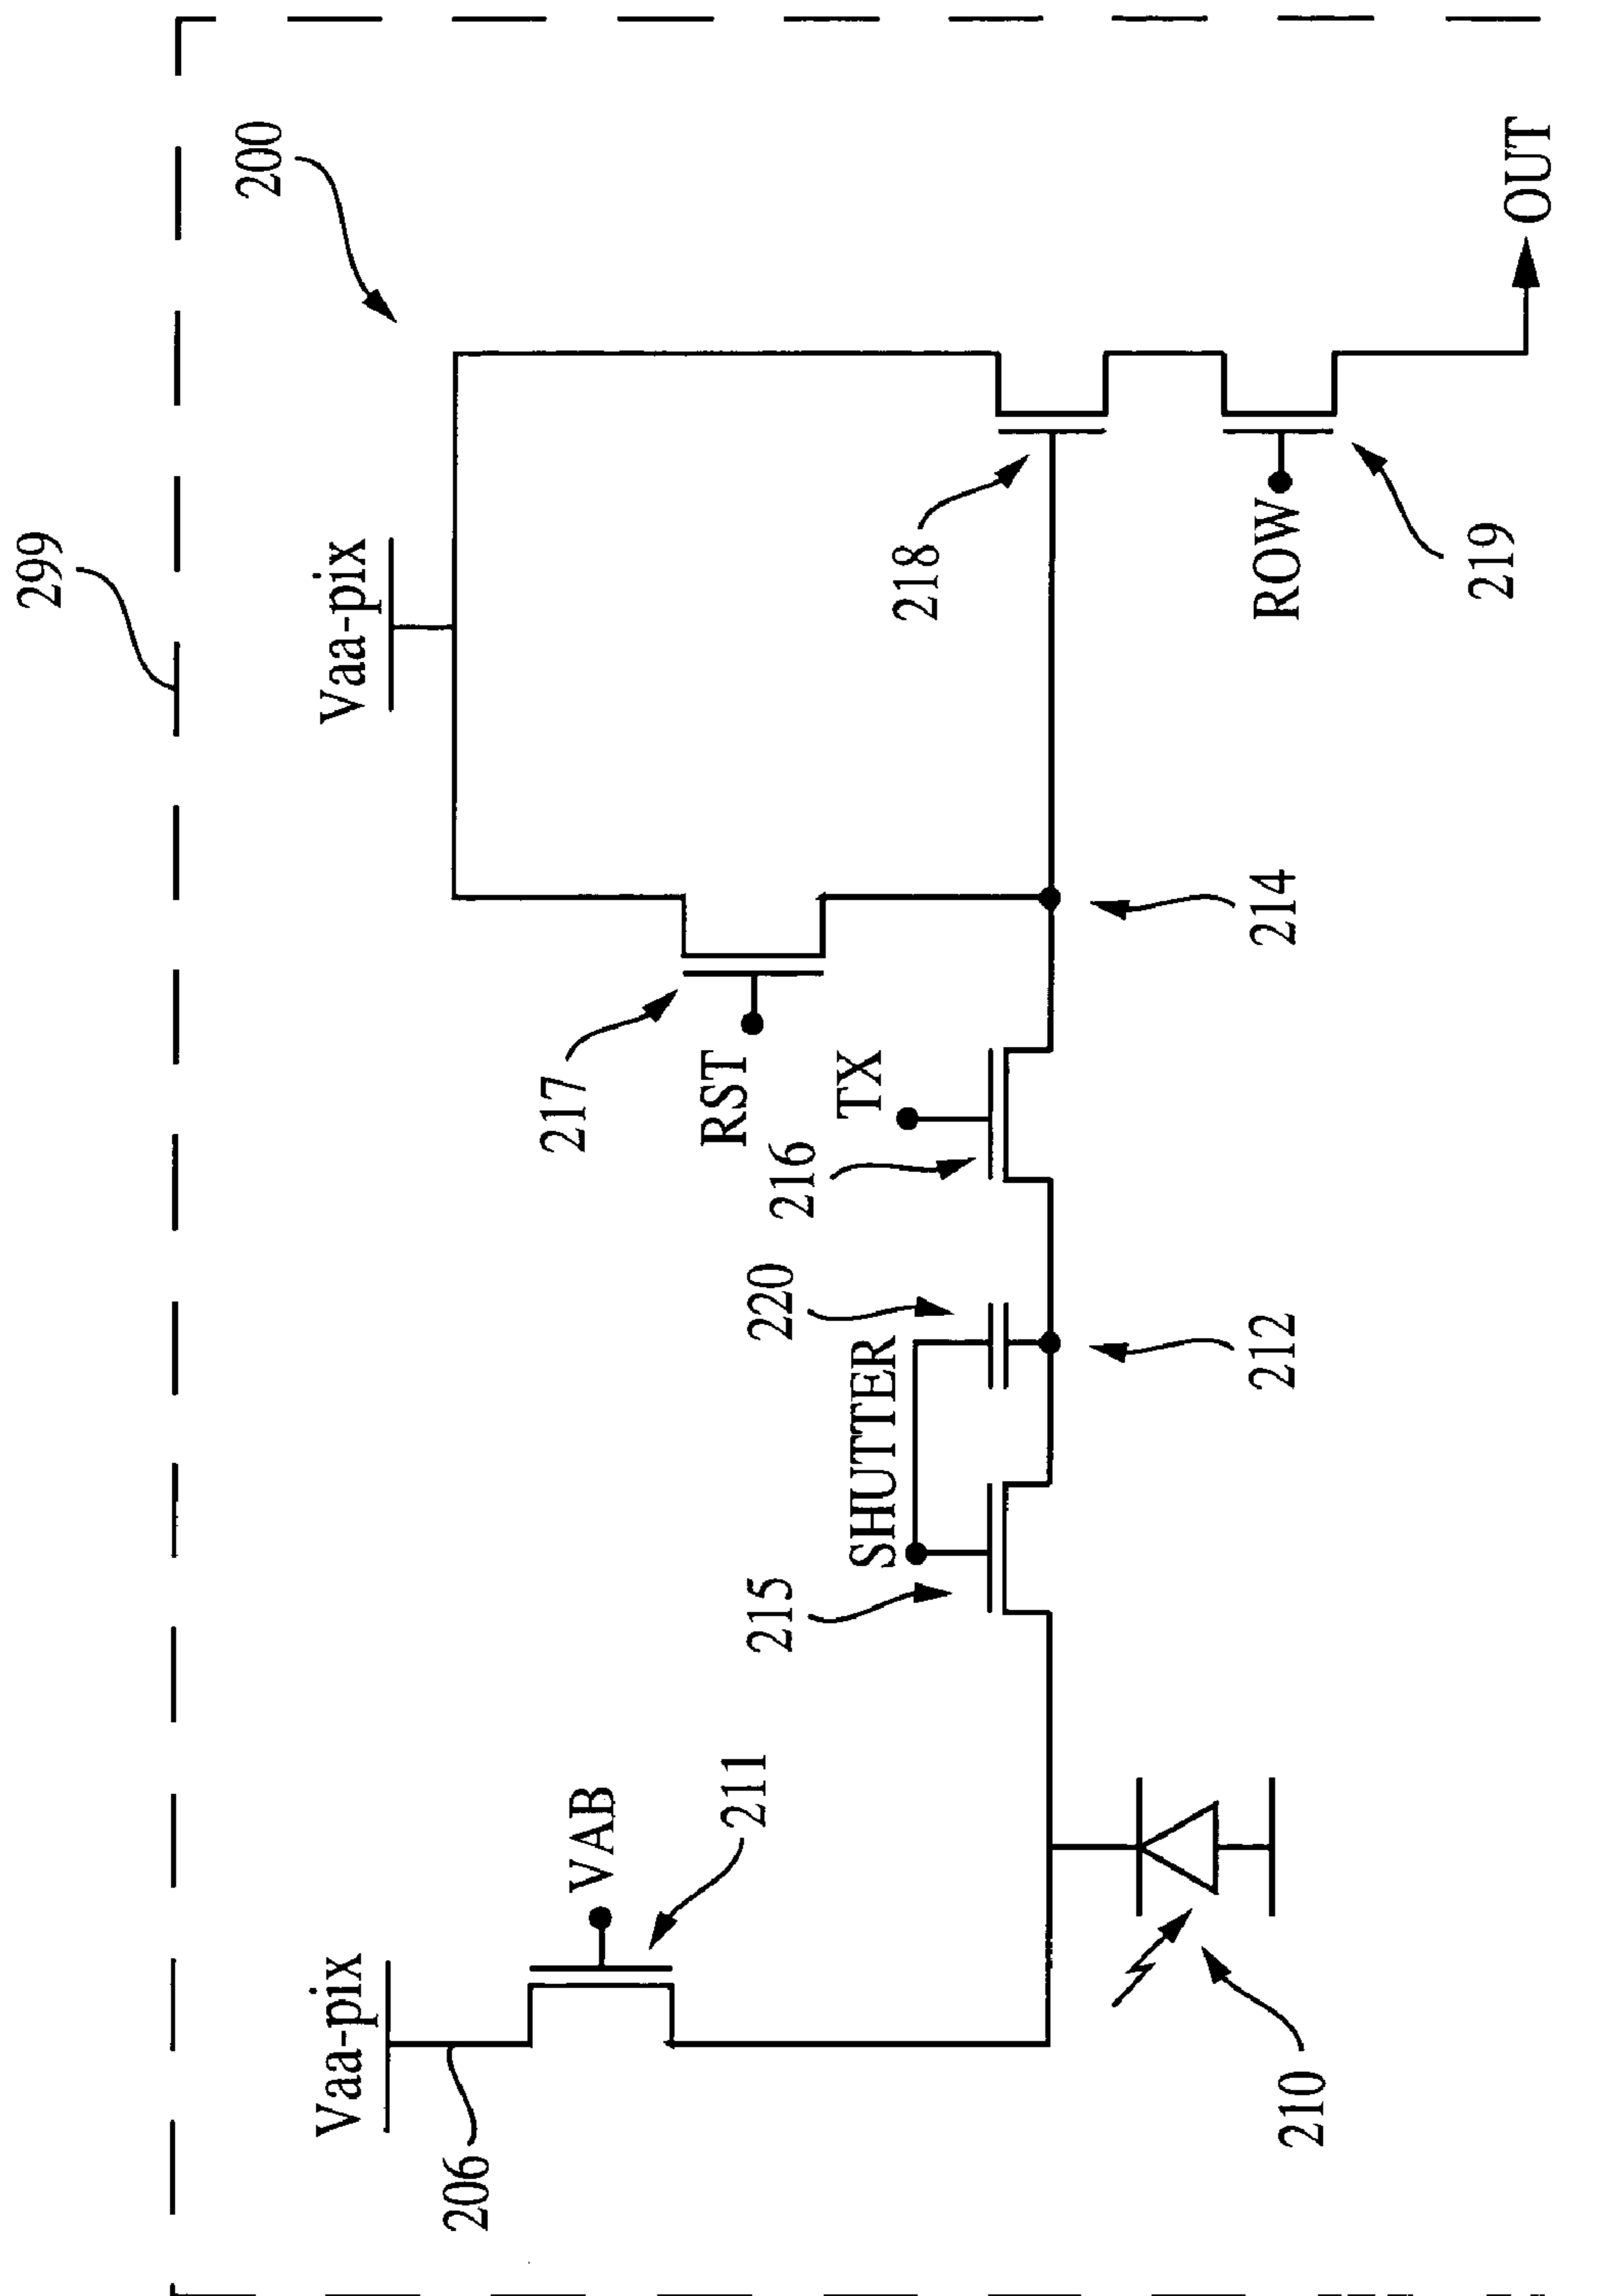 299
200
Vaa-pix
Vaa-pix
206
VAB
211
217
RST
218
ROW
219
OUT
TX
216
SHUTTER
220
215
214
212
210